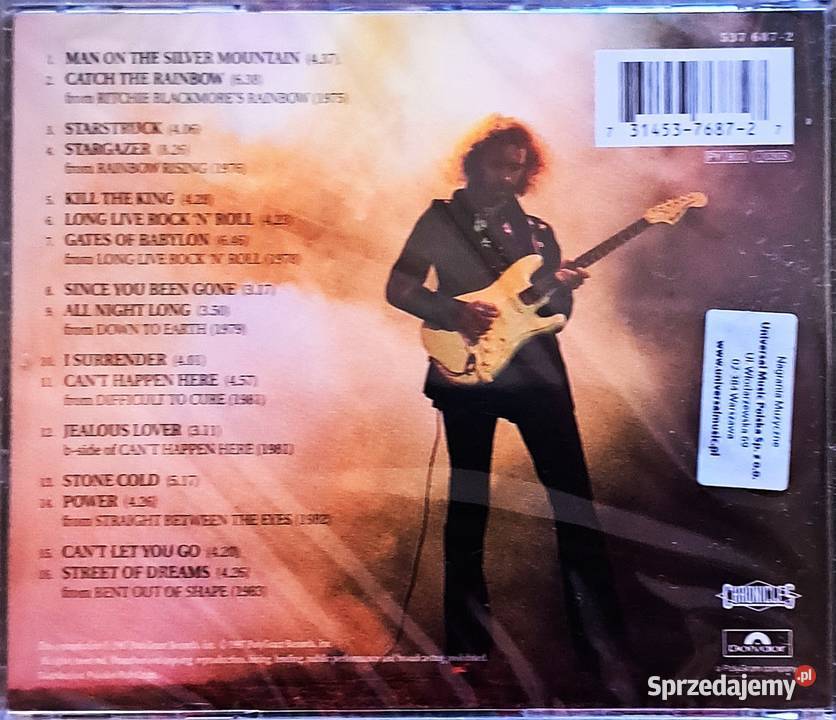 537 687-2
1. MAN ON THE SILVER MOUNTAIN (4.37)
2. CATCH THE RAINBOW (6.38)
from RITCHIE BLACKMORE'S RAINBOW (1975)
3. STARSTRUCK (4.06)
4. STARGAZER (8.26)
from RAINBOW RISING (1976)
5. KILL THE KING (4.28)
6. LONG LIVE ROCK 'N' ROLL (4.23)
7. GATES OF BABYLON (6.46)
from LONG LIVE ROCK 'N' ROLL (1978)
8. SINCE YOU BEEN GONE (3.17)
9. ALL NIGHT LONG (3.50)
from DOWN TO EARTH (1979)
10. I SURRENDER (4.01)
11. CAN'T HAPPEN HERE (4.57)
from DIFFICULT TO CURE (1981)
12. JEALOUS LOVER (3.11)
b-side of CAN'T HAPPEN HERE (1981)
13. STONE COLD (5.17)
14. POWER (4.26)
from STRAIGHT BETWEEN THE EYES (1982)
15. CAN'T LET YOU GO (4.20)
16. STREET OF DREAMS (4.26)
from BENT OUT OF SHAPE (1983)
7 31453-7687-2 7
Nagrania Muzyczne
Universal Music Polska Sp. z o.o.
Ul. Włodarzewska 69
02-384 Warszawa
www.universalmusic.pl
CHRONICLES
polydor
a PolyGram company
Sprzedajemy.pl